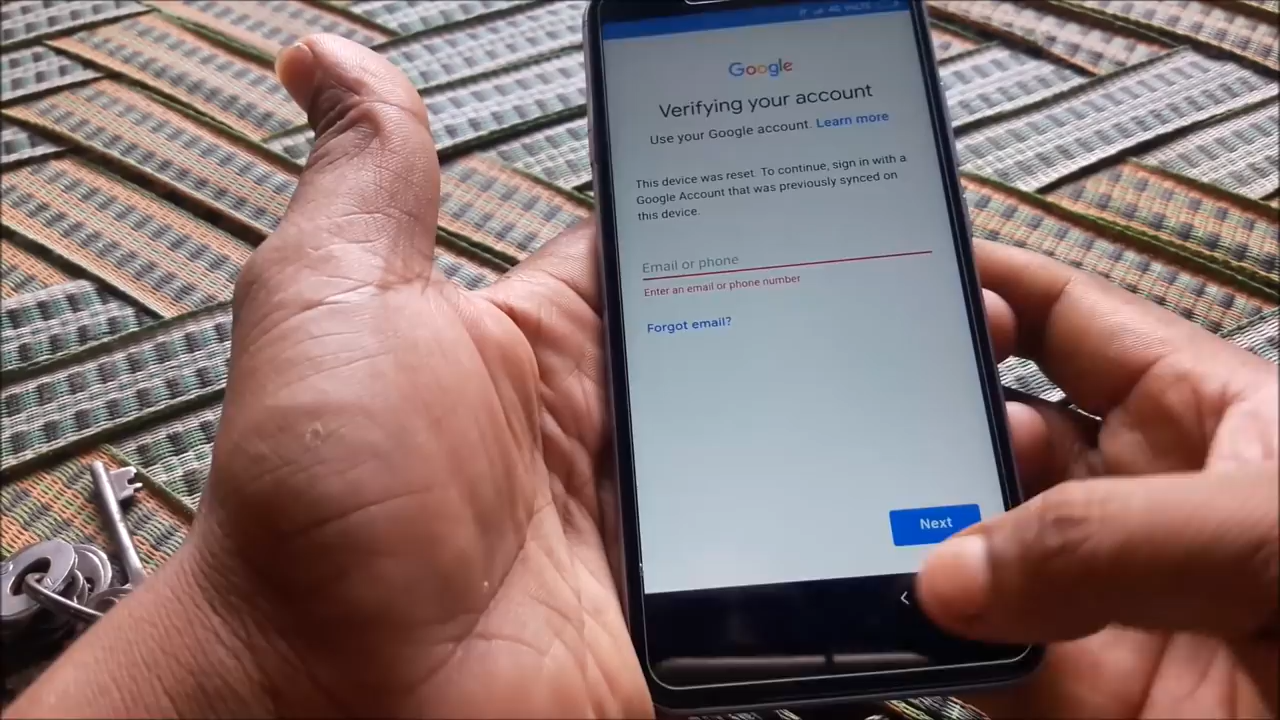 4G VoLTE
Google
Verifying your account
Use your Google account. Learn more
This device was reset. To continue, sign in with a
Google Account that was previously synced on
this device.
Email or phone
Enter an email or phone number
Forgot email?
Next